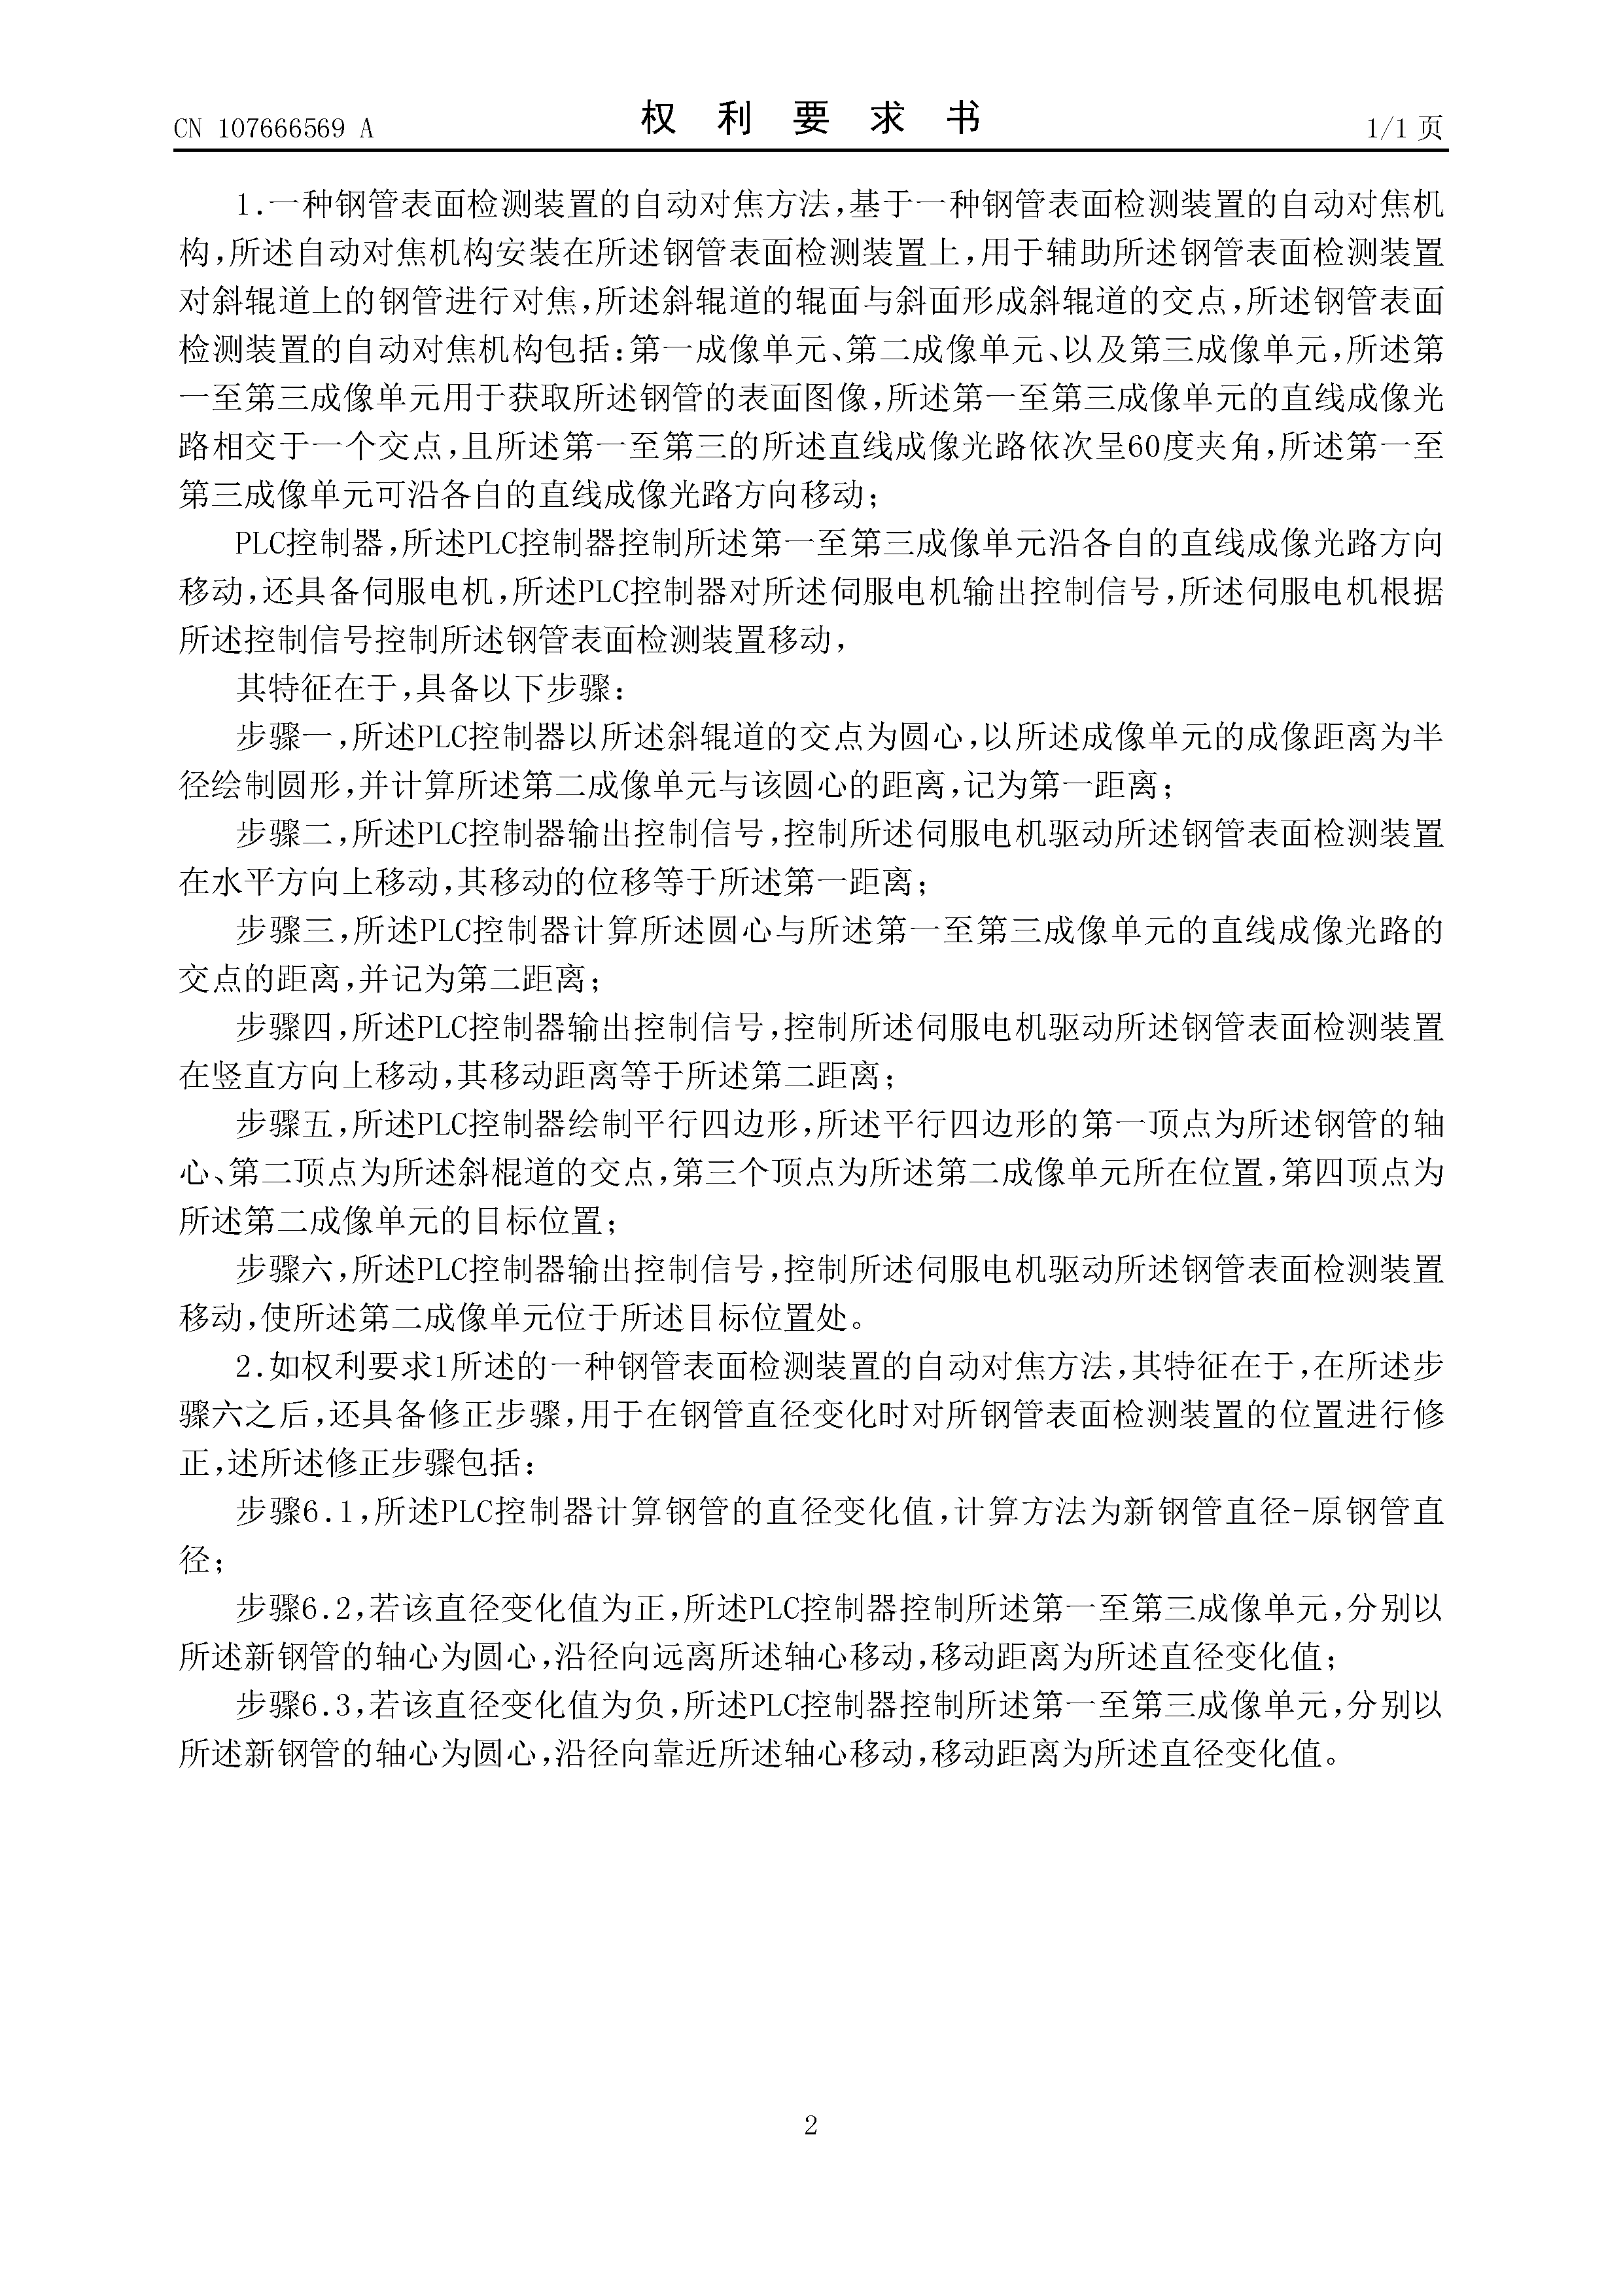 CN 107666569 A
权 利 要 求 书
1/1 页
1.一种钢管表面检测装置的自动对焦方法,基于一种钢管表面检测装置的自动对焦机
构,所述自动对焦机构安装在所述钢管表面检测装置上,用于辅助所述钢管表面检测装置
对斜辊道上的钢管进行对焦,所述斜辊道的辊面与斜面形成斜辊道的交点,所述钢管表面
检测装置的自动对焦机构包括:第一成像单元、第二成像单元、以及第三成像单元,所述第
一至第三成像单元用于获取所述钢管的表面图像,所述第一至第三成像单元的直线成像光
路相交于一个交点,且所述第一至第三的所述直线成像光路依次呈60度夹角,所述第一至
第三成像单元可沿各自的直线成像光路方向移动;
PLC控制器,所述PLC控制器控制所述第一至第三成像单元沿各自的直线成像光路方向
移动,还具备伺服电机,所述PLC控制器对所述伺服电机输出控制信号,所述伺服电机根据
所述控制信号控制所述钢管表面检测装置移动,
其特征在于,具备以下步骤:
步骤一,所述PLC控制器以所述斜辊道的交点为圆心,以所述成像单元的成像距离为半
径绘制圆形,并计算所述第二成像单元与该圆心的距离,记为第一距离;
步骤二,所述PLC控制器输出控制信号,控制所述伺服电机驱动所述钢管表面检测装置
在水平方向上移动,其移动的位移等于所述第一距离;
步骤三,所述PLC控制器计算所述圆心与所述第一至第三成像单元的直线成像光路的
交点的距离,并记为第二距离;
步骤四,所述PLC控制器输出控制信号,控制所述伺服电机驱动所述钢管表面检测装置
在竖直方向上移动,其移动距离等于所述第二距离;
步骤五,所述PLC控制器绘制平行四边形,所述平行四边形的第一顶点为所述钢管的轴
心、第二顶点为所述斜棍道的交点,第三个顶点为所述第二成像单元所在位置,第四顶点为
所述第二成像单元的目标位置;
步骤六,所述PLC控制器输出控制信号,控制所述伺服电机驱动所述钢管表面检测装置
移动,使所述第二成像单元位于所述目标位置处。
2.如权利要求1所述的一种钢管表面检测装置的自动对焦方法,其特征在于,在所述步
骤六之后,还具备修正步骤,用于在钢管直径变化时对所钢管表面检测装置的位置进行修
正,述所述修正步骤包括:
步骤6.1,所述PLC控制器计算钢管的直径变化值,计算方法为新钢管直径-原钢管直
径;
步骤6.2,若该直径变化值为正,所述PLC控制器控制所述第一至第三成像单元,分别以
所述新钢管的轴心为圆心,沿径向远离所述轴心移动,移动距离为所述直径变化值;
步骤6.3,若该直径变化值为负,所述PLC控制器控制所述第一至第三成像单元,分别以
所述新钢管的轴心为圆心,沿径向靠近所述轴心移动,移动距离为所述直径变化值。
2